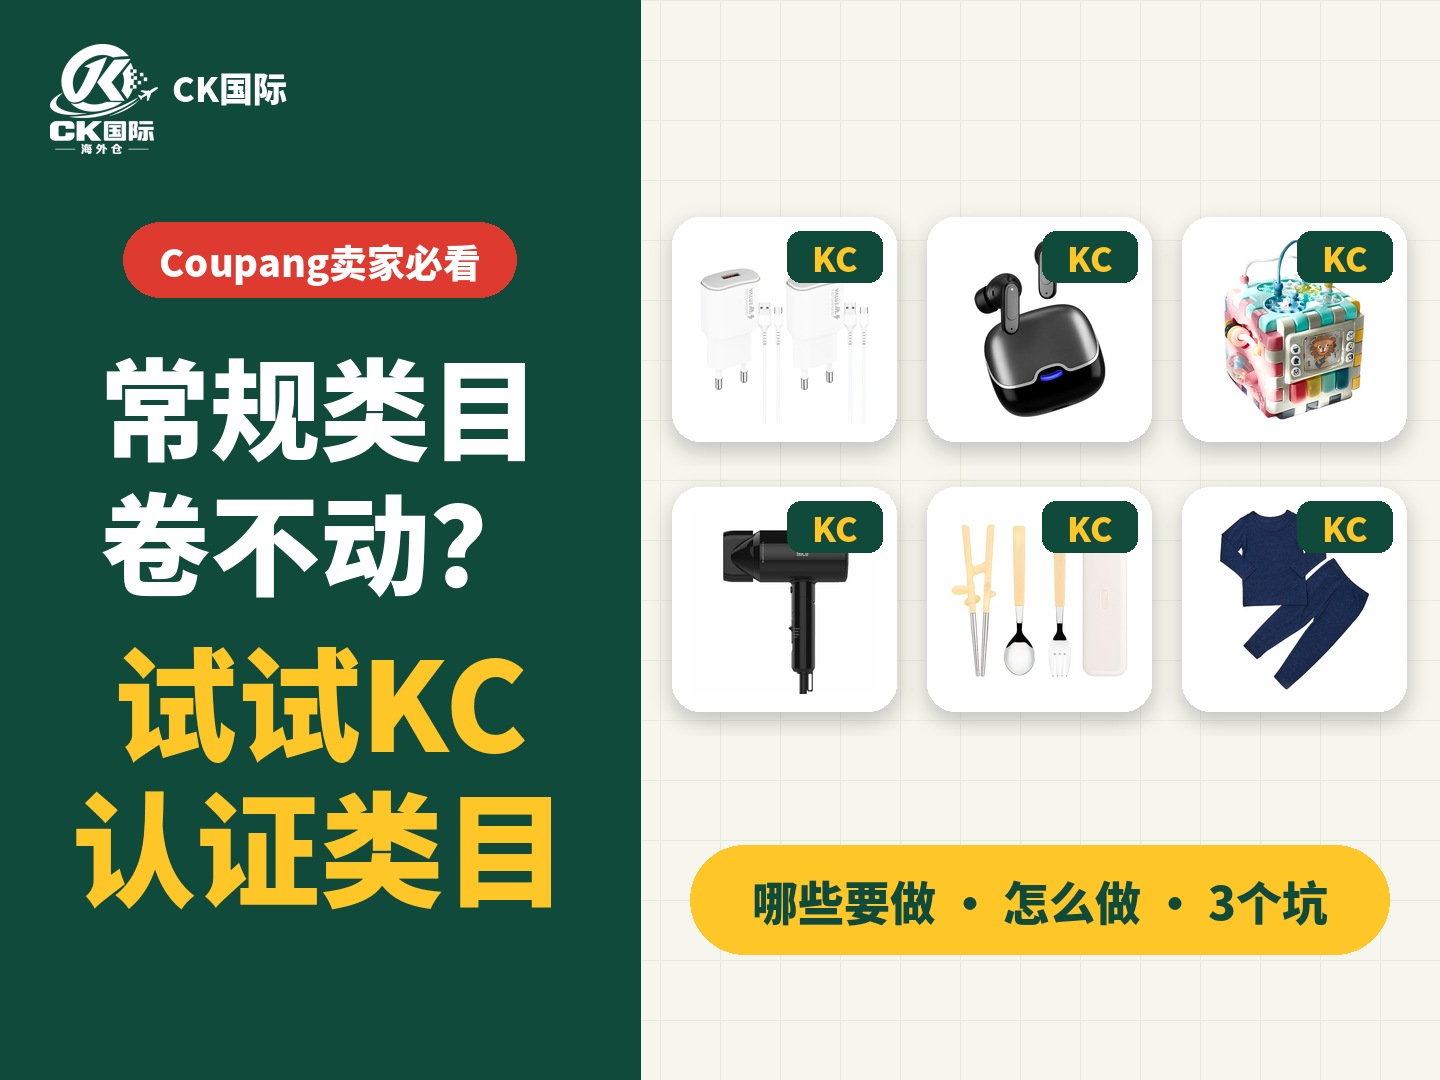 CK国际
CK国际
海外仓
Coupang卖家必看
常规类目
卷不动？
试试KC
认证类目
KC
KC
KC
KC
KC
KC
哪些要做 · 怎么做 · 3个坑